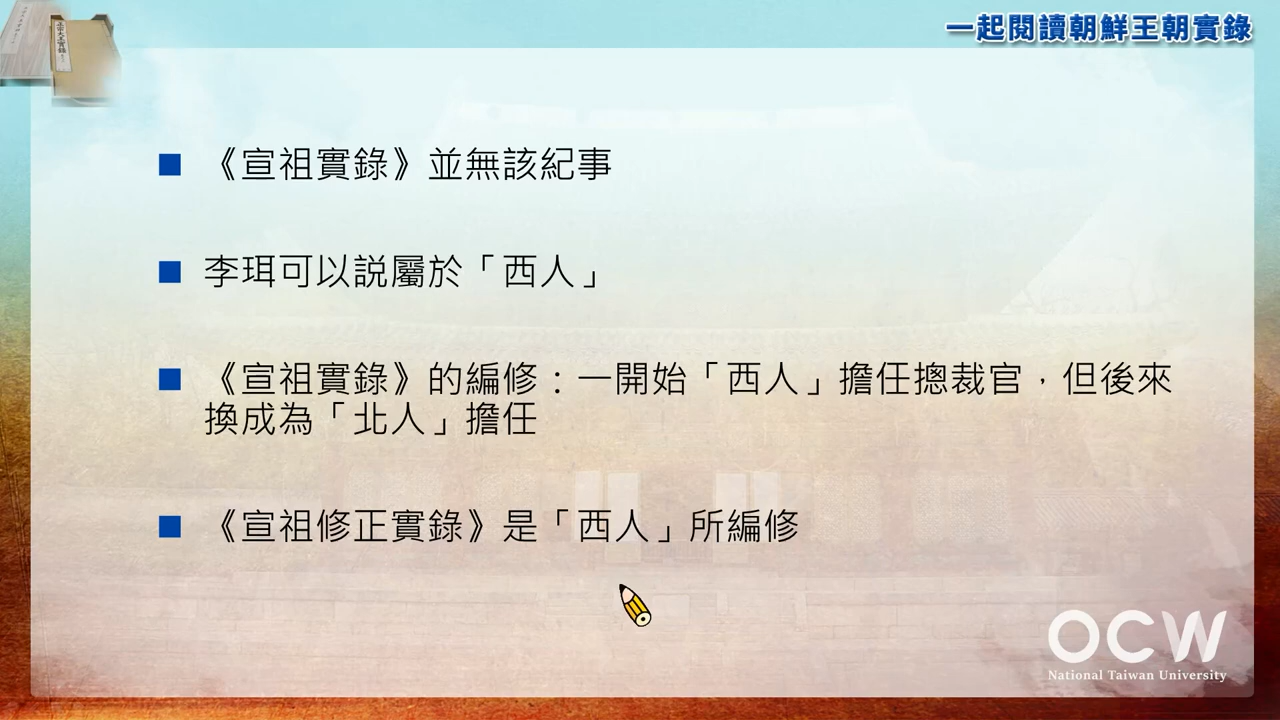 一起閱讀朝鮮王朝實錄
《宣祖實錄》並無該紀事
李珥可以説屬於「西人」
《宣祖實錄》的編修：一開始「西人」擔任摠裁官，但後來
換成為「北人」擔任
《宣祖修正實錄》是「西人」所編修
OCW
National Taiwan University